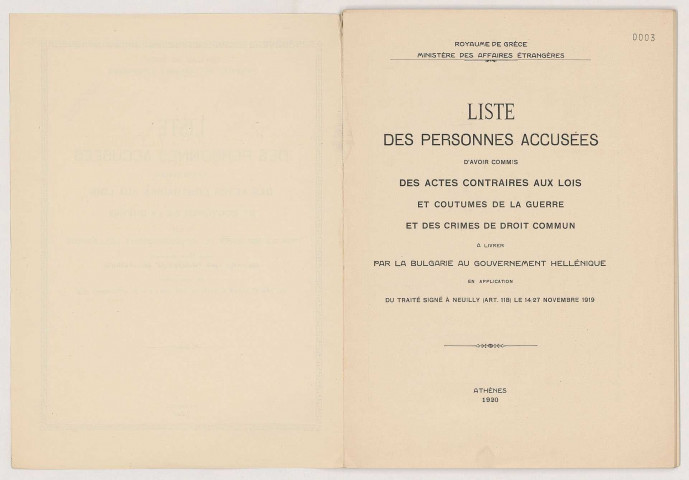 ROYAUME DE GRÈCE
MINISTÈRE DES AFFAIRES ÉTRANGÈRES
0003
LISTE
DES PERSONNES ACCUSÉES
D'AVOIR COMMIS
DES ACTES CONTRAIRES AUX LOIS
ET COUTUMES DE LA GUERRE
ET DES CRIMES DE DROIT COMMUN
À LIVRER
PAR LA BULGARIE AU GOUVERNEMENT HELLÉNIQUE
EN APPLICATION
DU TRAITÉ SIGNÉ À NEUILLY (ART. 118) LE 14/27 NOVEMBRE 1919
ATHÈNES
1920